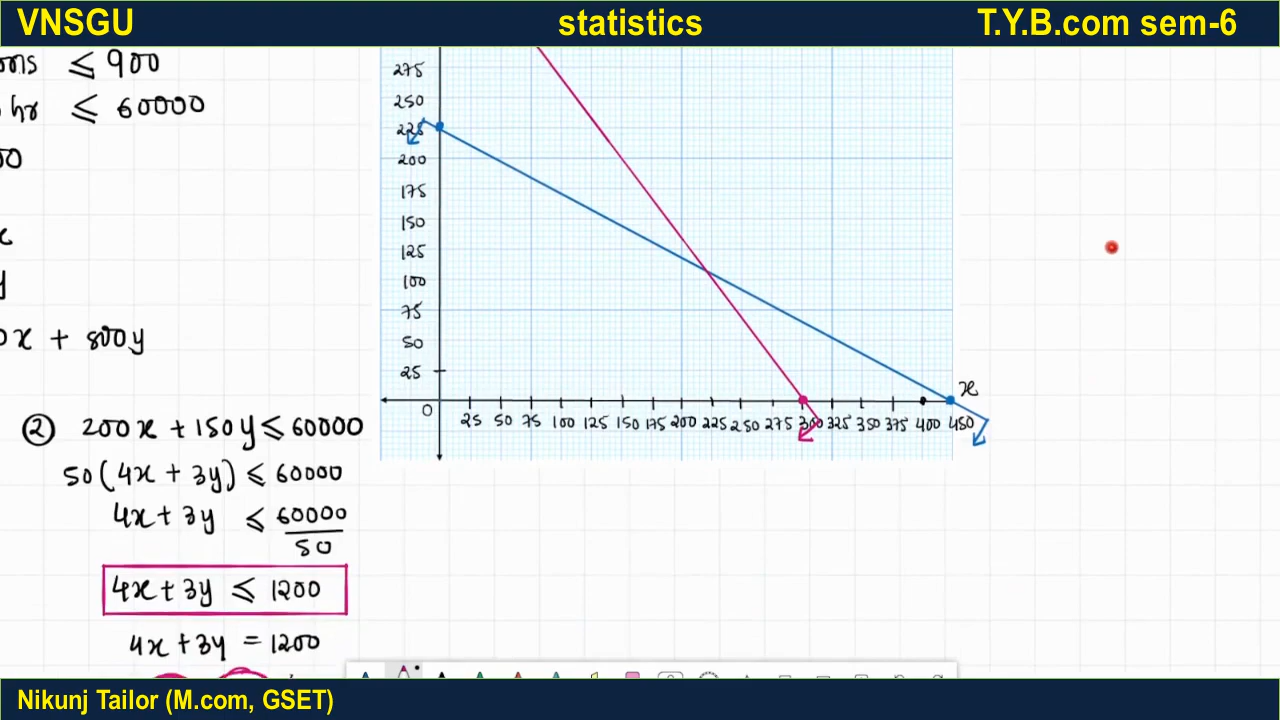 VNSGU statistics T.Y.B.com sem-6
≤ 900
hr ≤ 60000
x
y
x + 800y
② 200x + 150y ≤ 60000
50(4x + 3y) ≤ 60000
4x + 3y ≤ 60000
50
4x + 3y ≤ 1200
4x + 3y = 1200
275
250
225
200
175
150
125
100
75
50
25
x
0 25 50 75 100 125 150 175 200 225 250 275 300 325 350 375 400 450
Nikunj Tailor (M.com, GSET)